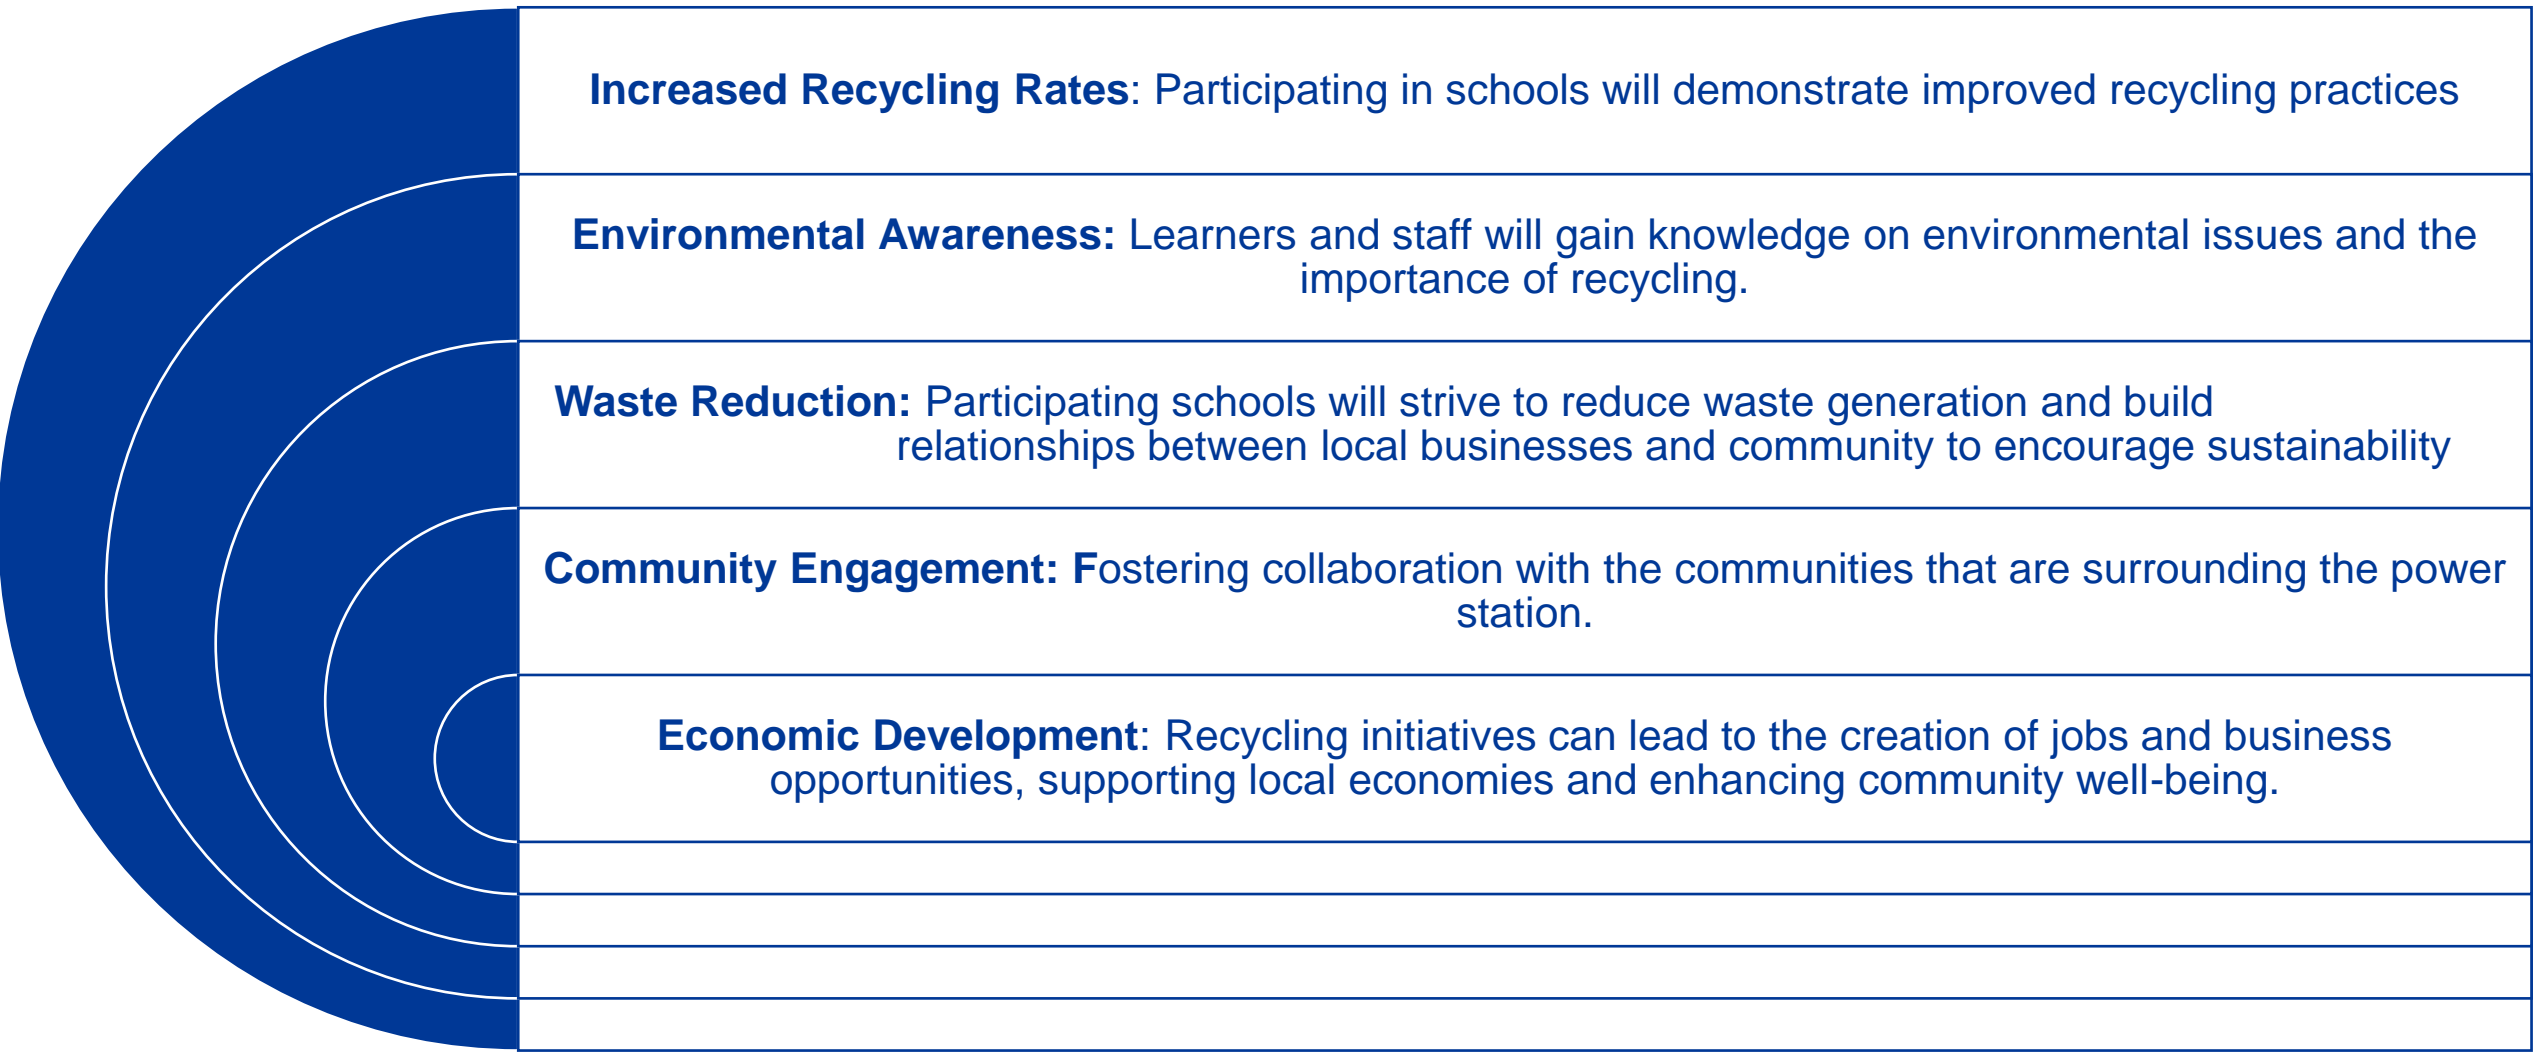 Increased Recycling Rates: Participating in schools will demonstrate improved recycling practices
Environmental Awareness: Learners and staff will gain knowledge on environmental issues and the
importance of recycling.
Waste Reduction: Participating schools will strive to reduce waste generation and build
relationships between local businesses and community to encourage sustainability
Community Engagement: Fostering collaboration with the communities that are surrounding the power
station.
Economic Development: Recycling initiatives can lead to the creation of jobs and business
opportunities, supporting local economies and enhancing community well-being.